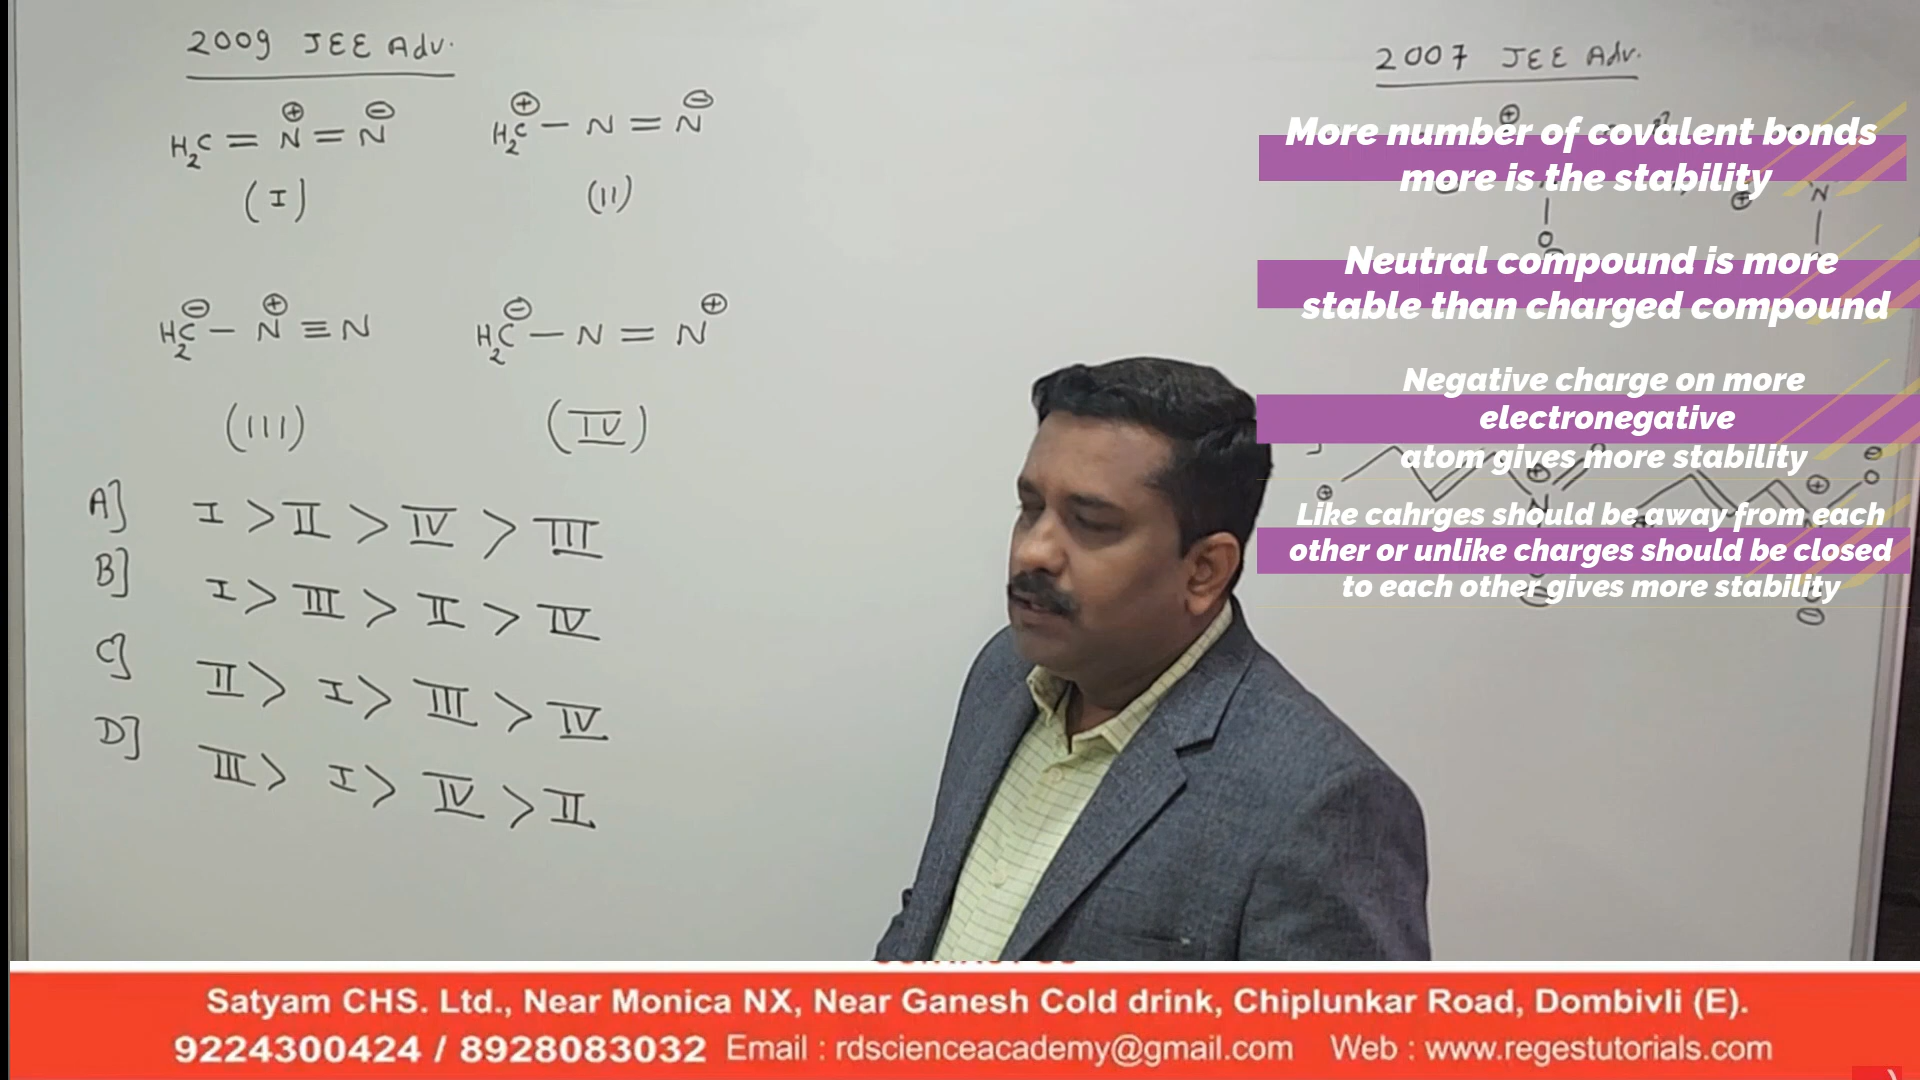 2009 JEE Adv.
H₂C = N⊕ = N⊖
(I)
H₂C⊕ – N = N⊖
(II)
H₂C⊖ – N⊕ ≡ N
(III)
H₂C⊖ – N = N⊕
(IV)
A] I > II > IV > III
B] I > III > II > IV
C] II > I > III > IV
D] III > I > IV > II
2007 JEE Adv.
More number of covalent bonds
more is the stability
Neutral compound is more
stable than charged compound
Negative charge on more
electronegative
atom gives more stability
Like cahrges should be away from each
other or unlike charges should be closed
to each other gives more stability
Satyam CHS. Ltd., Near Monica NX, Near Ganesh Cold drink, Chiplunkar Road, Dombivli (E).
9224300424 / 8928083032 Email : rdscienceacademy@gmail.com Web : www.regestutorials.com